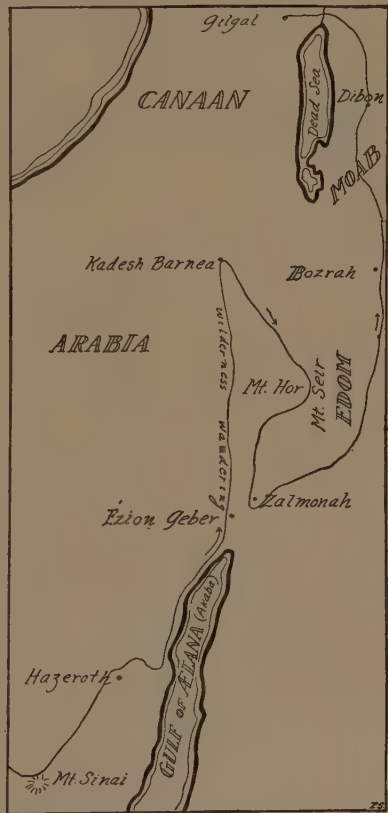 Gilgal
CANAAN
Dead Sea
Dibon
MOAB
Kadesh Barnea
Bozrah
ARABIA
wilderness wandering
Mt. Hor
Mt. Seir
EDOM
Zalmonah
Ezion Geber
GULF OF ÆLANA (Akaba)
Hazeroth
Mt. Sinai